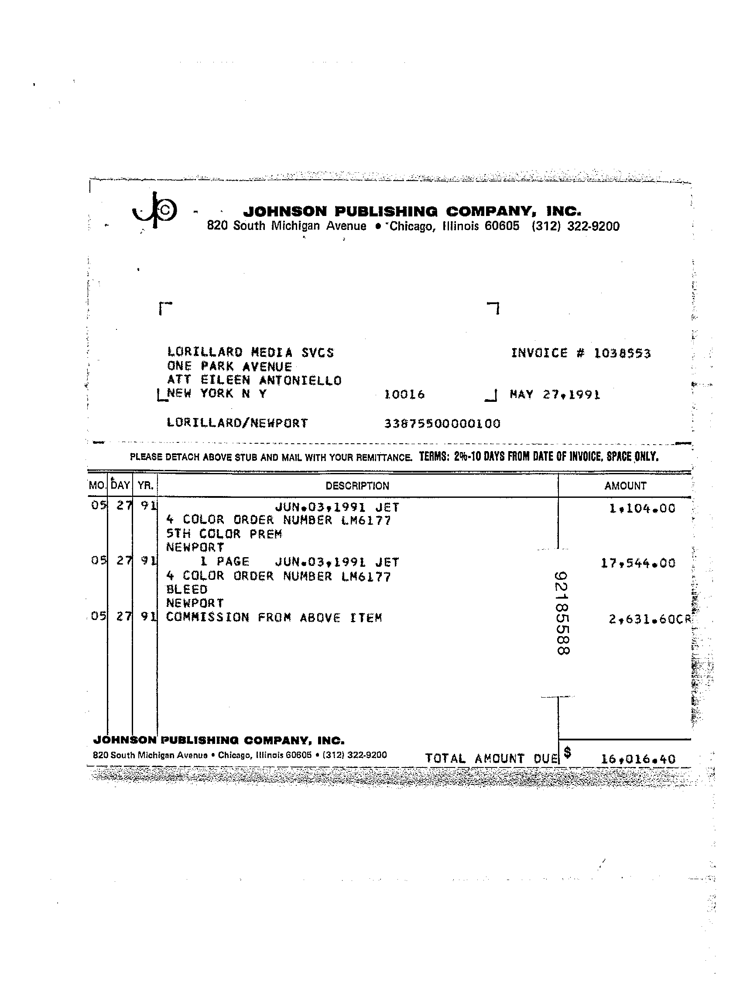 JOHNSON PUBLISHING COMPANY, INC.
820 South Michigan Avenue • Chicago, Illinois 60605 (312) 322-9200
LORILLARD MEDIA SVCS INVOICE # 1038553
ONE PARK AVENUE
ATT EILEEN ANTONIELLO
NEW YORK N Y 10016 MAY 27,1991
LORILLARD/NEWPORT 33875500000100
PLEASE DETACH ABOVE STUB AND MAIL WITH YOUR REMITTANCE. TERMS: 2%-10 DAYS FROM DATE OF INVOICE, SPACE ONLY.
MO. DAY YR. DESCRIPTION AMOUNT
05 27 91 JUN.03,1991 JET 1,104.00
4 COLOR ORDER NUMBER LM6177
5TH COLOR PREM
NEWPORT
05 27 91 1 PAGE JUN.03,1991 JET 17,544.00
4 COLOR ORDER NUMBER LM6177
BLEED
NEWPORT
05 27 91 COMMISSION FROM ABOVE ITEM 2,631.60CR
92185588
JOHNSON PUBLISHING COMPANY, INC.
820 South Michigan Avenue • Chicago, Illinois 60605 • (312) 322-9200
TOTAL AMOUNT DUE $ 16,016.40